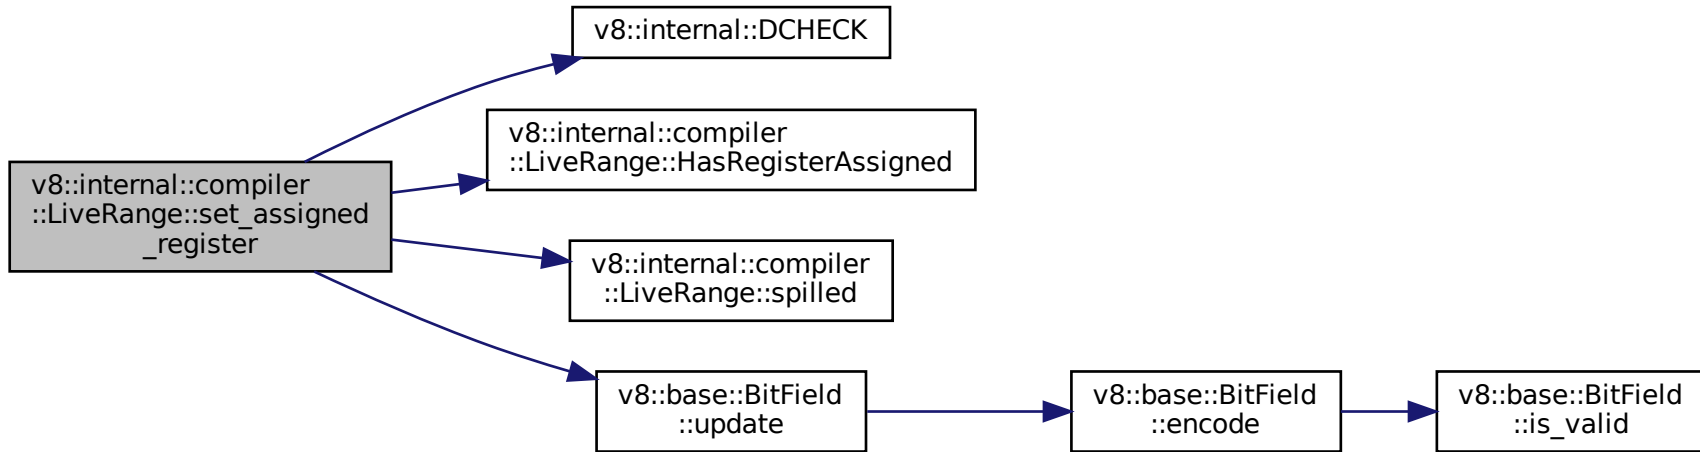 v8::internal::DCHECK
v8::internal::compiler
::LiveRange::HasRegisterAssigned
v8::internal::compiler
::LiveRange::set_assigned
_register
v8::internal::compiler
::LiveRange::spilled
v8::base::BitField
::update
v8::base::BitField
::encode
v8::base::BitField
::is_valid